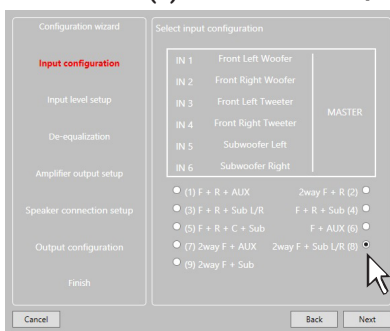 Configuration wizard
Input configuration
Input level setup
De-equalization
Amplifier output setup
Speaker connection setup
Output configuration
Finish
Select input configuration
IN 1 Front Left Woofer
IN 2 Front Right Woofer
IN 3 Front Left Tweeter
IN 4 Front Right Tweeter
IN 5 Subwoofer Left
IN 6 Subwoofer Right
MASTER
(1) F + R + AUX 2way F + R (2)
(3) F + R + Sub L/R F + R + Sub (4)
(5) F + R + C + Sub F + AUX (6)
(7) 2way F + AUX 2way F + Sub L/R (8)
(9) 2way F + Sub
Cancel Back Next